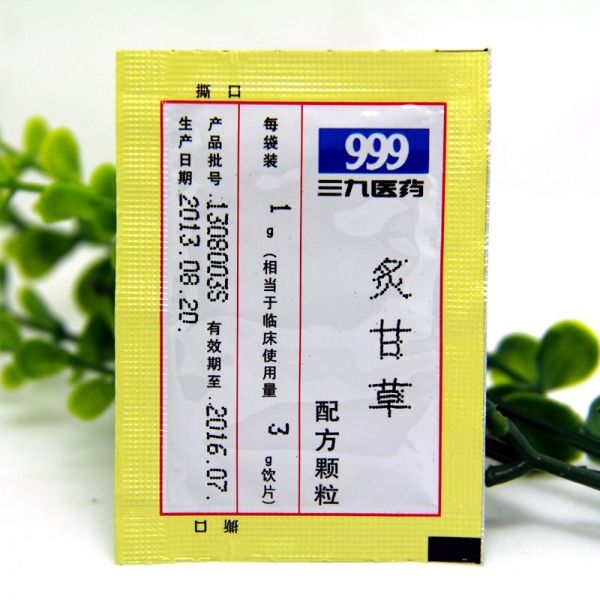 撕 口
999
三九医药
炙甘草
配方颗粒
每袋装 1g(相当于临床使用量 3g饮片)
产品批号:1308003S 有效期至:2016.07.
生产日期:2013.08.20.
撕 口